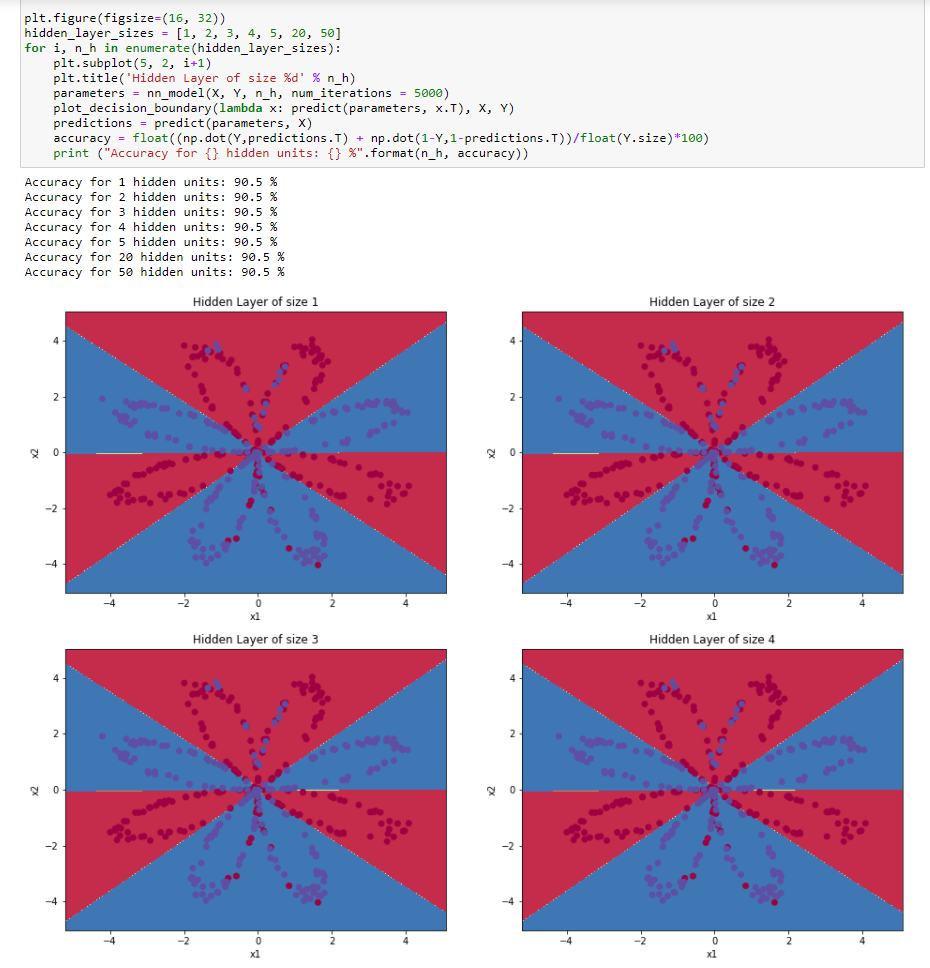 plt.figure(figsize=(16, 32))
hidden_layer_sizes = [1, 2, 3, 4, 5, 20, 50]
for i, n_h in enumerate(hidden_layer_sizes):
    plt.subplot(5, 2, i+1)
    plt.title('Hidden Layer of size %d' % n_h)
    parameters = nn_model(X, Y, n_h, num_iterations = 5000)
    plot_decision_boundary(lambda x: predict(parameters, x.T), X, Y)
    predictions = predict(parameters, X)
    accuracy = float((np.dot(Y,predictions.T) + np.dot(1-Y,1-predictions.T))/float(Y.size)*100)
    print ("Accuracy for {} hidden units: {} %".format(n_h, accuracy))
Accuracy for 1 hidden units: 90.5 %
Accuracy for 2 hidden units: 90.5 %
Accuracy for 3 hidden units: 90.5 %
Accuracy for 4 hidden units: 90.5 %
Accuracy for 5 hidden units: 90.5 %
Accuracy for 20 hidden units: 90.5 %
Accuracy for 50 hidden units: 90.5 %
Hidden Layer of size 1
4
2
0
−2
−4
x2
−4 −2 0 2 4
x1
Hidden Layer of size 2
4
2
0
−2
−4
x2
−4 −2 0 2 4
x1
Hidden Layer of size 3
4
2
0
−2
−4
x2
−4 −2 0 2 4
x1
Hidden Layer of size 4
4
2
0
−2
−4
x2
−4 −2 0 2 4
x1